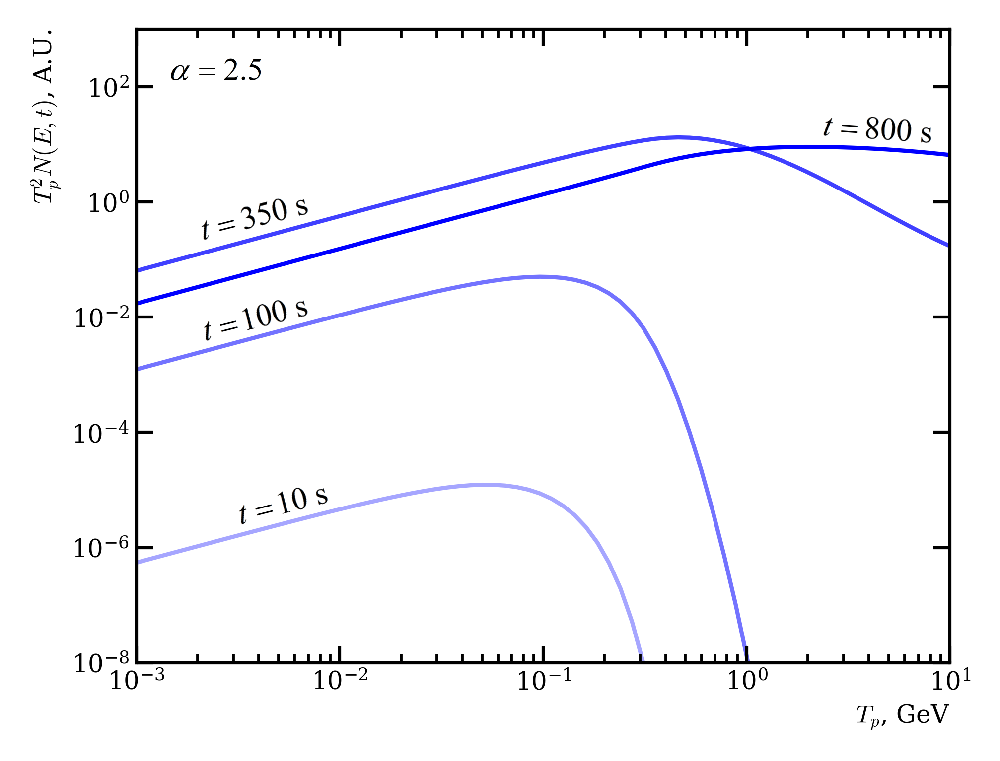 T_p^2 N(E, t), A.U.
α = 2.5
10^2
10^0
10^−2
10^−4
10^−6
10^−8
t = 800 s
t = 350 s
t = 100 s
t = 10 s
10^−3 10^−2 10^−1 10^0 10^1
T_p, GeV